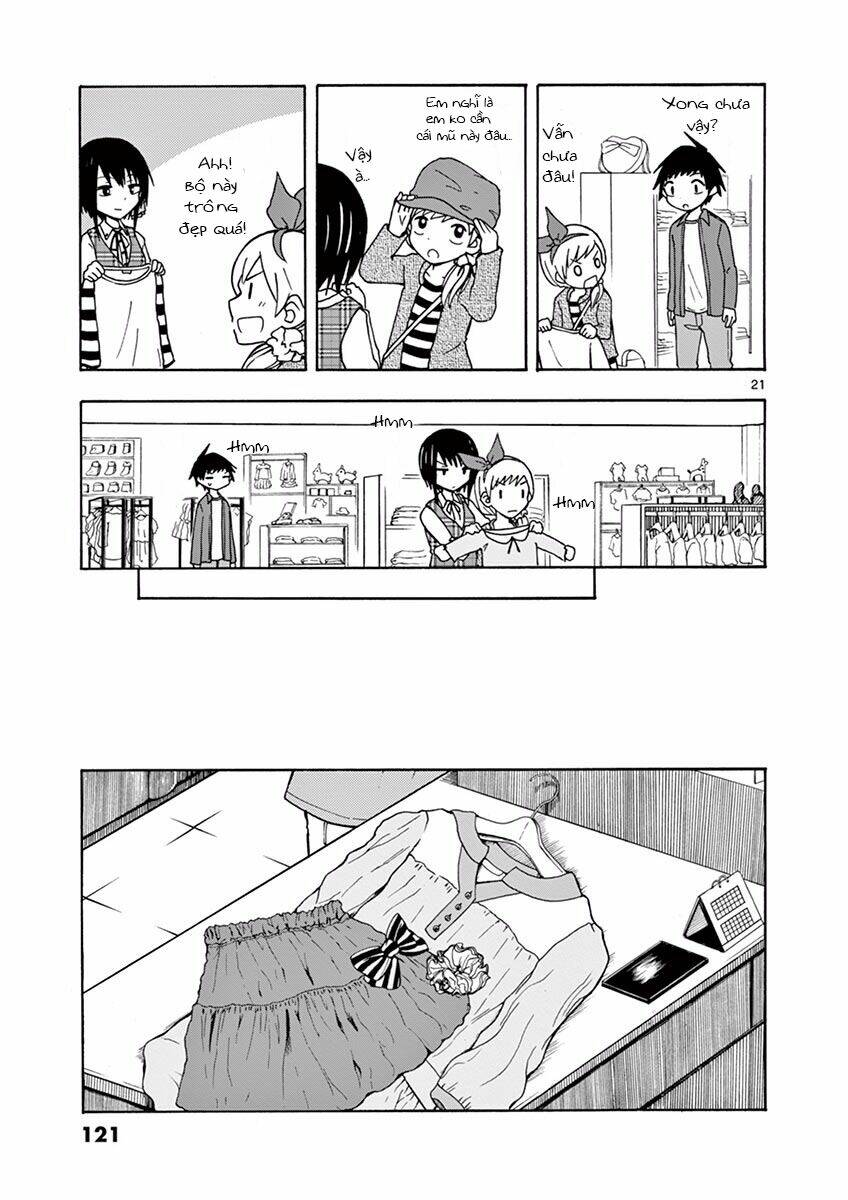 Xong chưa
vậy?
Vẫn
chưa
đâu!
Em nghĩ là
em ko cần
cái mũ này đâu..
Vậy
à...
Ahh!
Bộ này
trông
đẹp quá!
21
Hmm
Hmm
Hmm
121